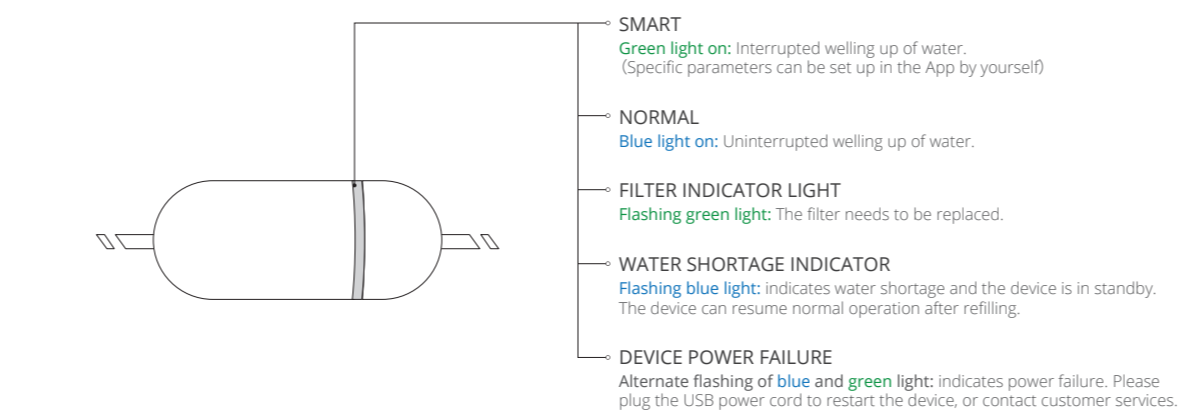 SMART
Green light on: Interrupted welling up of water.
(Specific parameters can be set up in the App by yourself)
NORMAL
Blue light on: Uninterrupted welling up of water.
FILTER INDICATOR LIGHT
Flashing green light: The filter needs to be replaced.
WATER SHORTAGE INDICATOR
Flashing blue light: indicates water shortage and the device is in standby.
The device can resume normal operation after refilling.
DEVICE POWER FAILURE
Alternate flashing of blue and green light: indicates power failure. Please
plug the USB power cord to restart the device, or contact customer services.